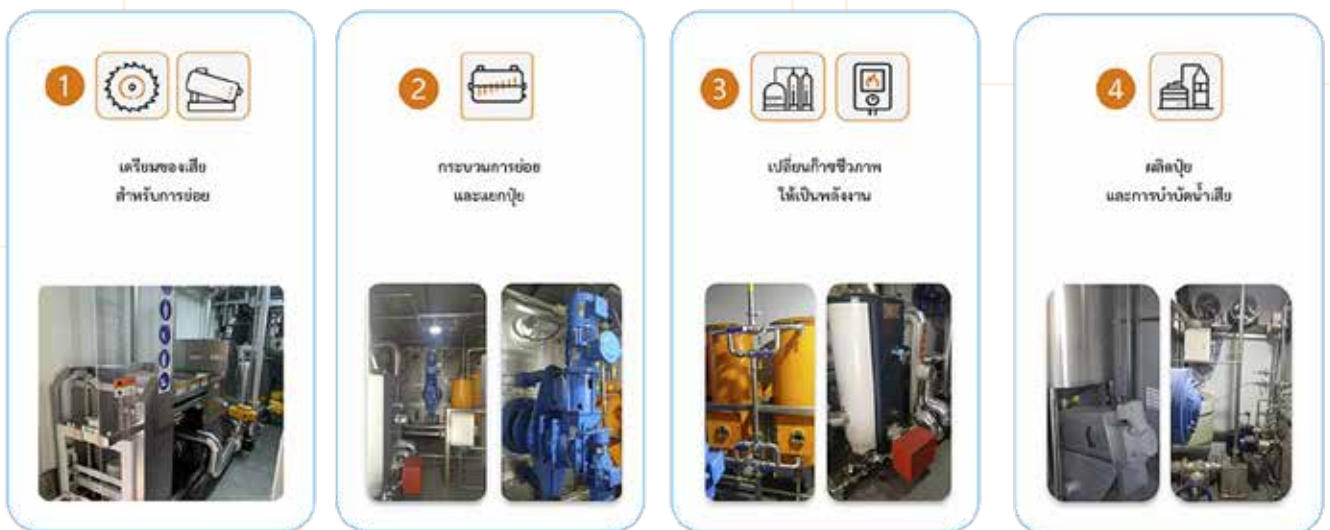 1
เตรียมของเสีย
สำหรับการย่อย
2
กระบวนการย่อย
และแยกปุ๋ย
3
เปลี่ยนก๊าซชีวภาพ
ให้เป็นพลังงาน
4
ผลิตปุ๋ย
และการบำบัดน้ำเสีย